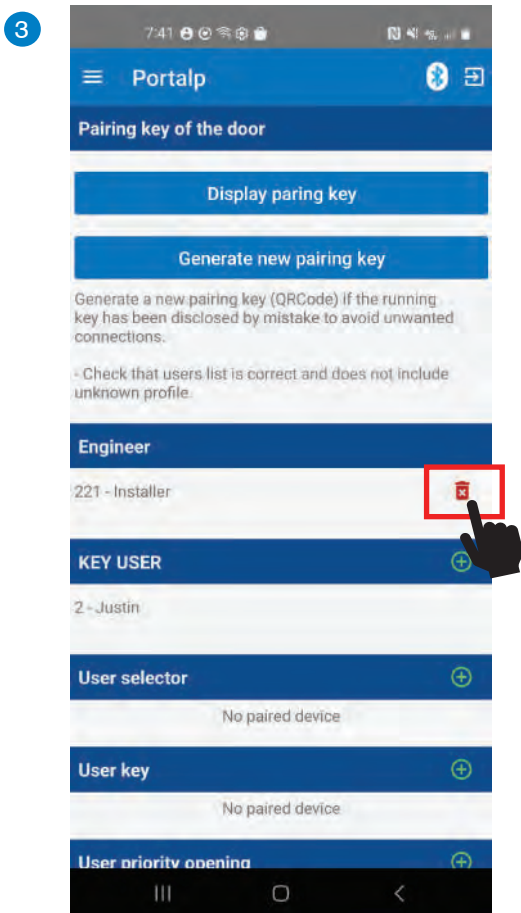 3
7:41
Portalp
Pairing key of the door
Display paring key
Generate new pairing key
Generate a new pairing key (QRCode) if the running
key has been disclosed by mistake to avoid unwanted
connections.
- Check that users list is correct and does not include
unknown profile.
Engineer
221 - Installer
KEY USER
2 - Justin
User selector
No paired device
User key
No paired device
User priority opening